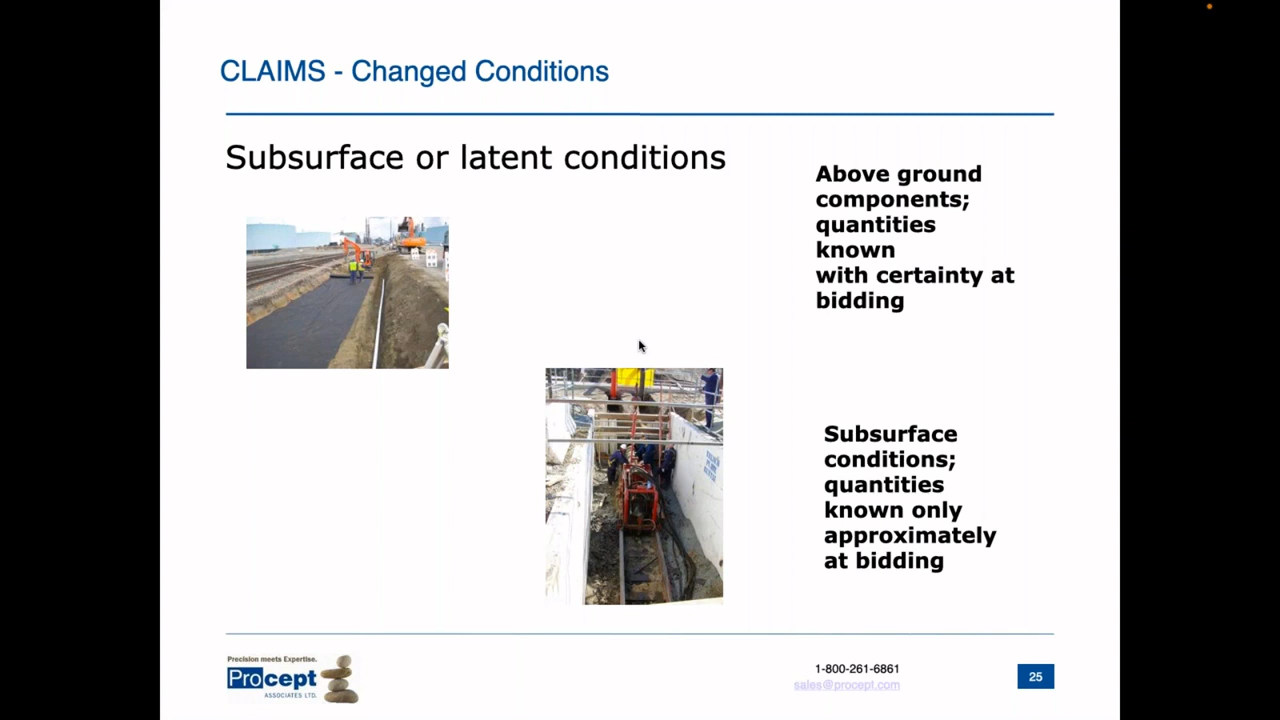 CLAIMS - Changed Conditions
Subsurface or latent conditions
Above ground
components;
quantities
known
with certainty at
bidding
Subsurface
conditions;
quantities
known only
approximately
at bidding
Precision meets Expertise.
Procept
ASSOCIATES LTD.
1-800-261-6861
sales@procept.com
25